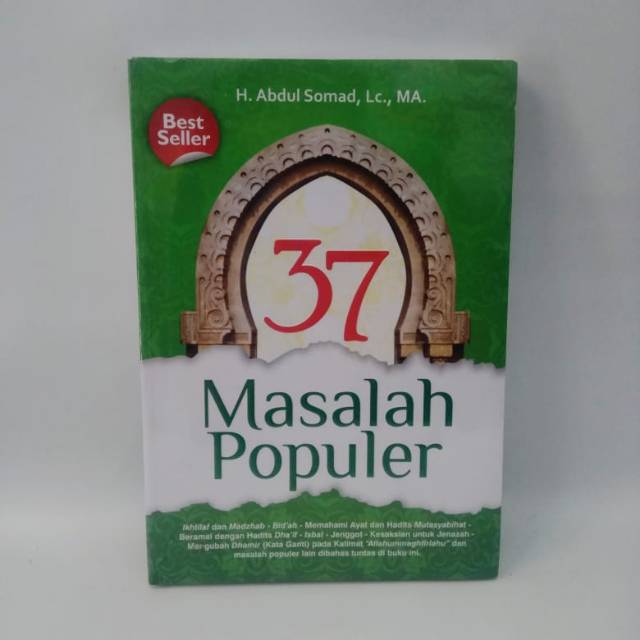 H. Abdul Somad, Lc., MA.
Best
Seller
37
Masalah
Populer
Ikhtilaf dan Madzhab - Bid'ah - Memahami Ayat dan Hadits Mutasyabihat -
Beramal dengan Hadits Dha'if - Isbal - Jenggot - Kesaksian untuk Jenazah -
Mengubah Dhamir (Kata Ganti) pada Kalimat "Allahummaghfirlahu" dan
masalah populer lain dibahas tuntas di buku ini.